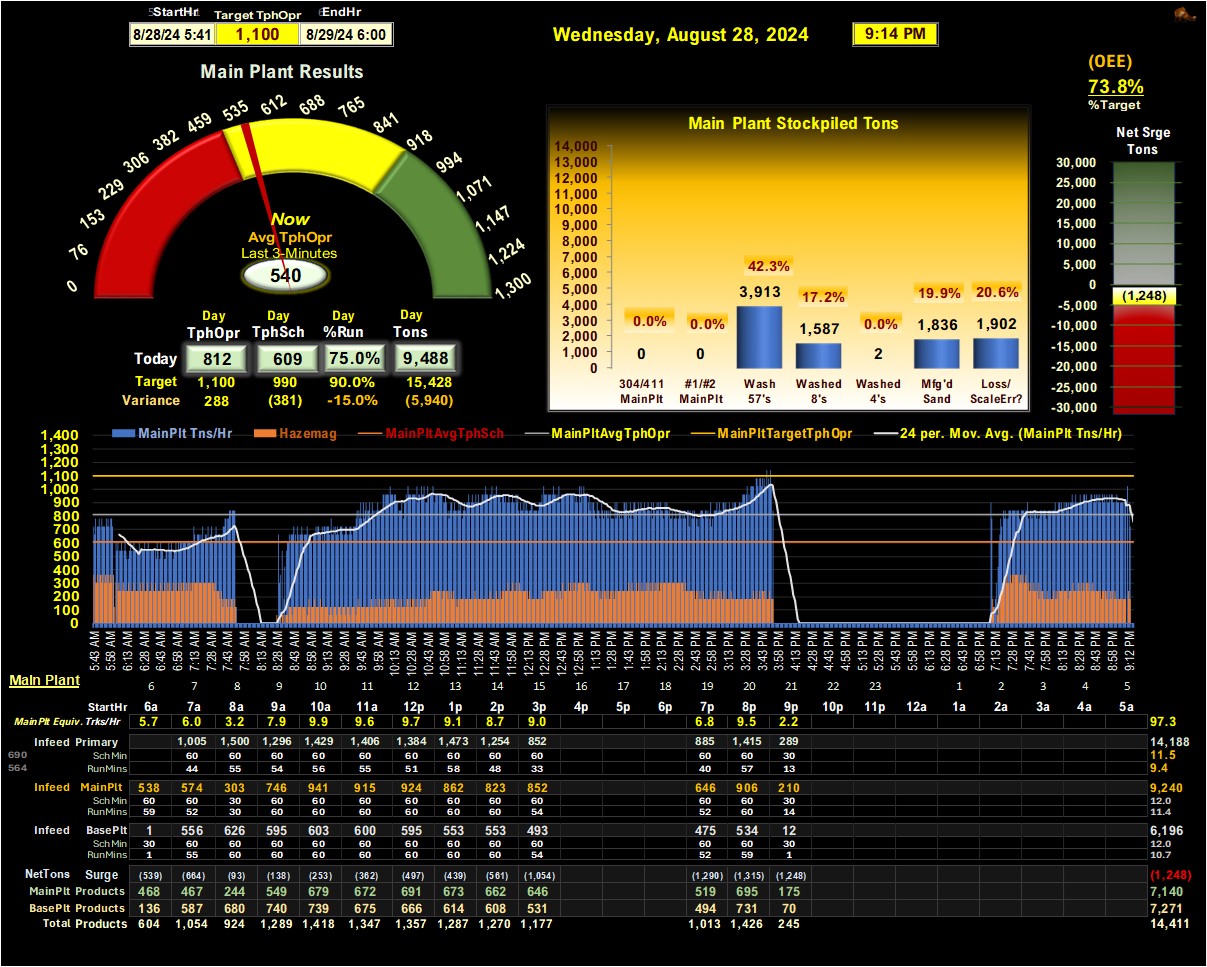 StartHr Target TphOpr EndHr
8/28/24 5:41 1,100 8/29/24 6:00
Wednesday, August 28, 2024 9:14 PM
(OEE)
73.8%
%Target
Main Plant Results
0 76 153 229 306 382 459 535 612 688 765 841 918 994 1,071 1,147 1,224 1,300
Now
Avg TphOpr
Last 3-Minutes
540
Day Day Day Day
TphOpr TphSch %Run Tons
Today 812 609 75.0% 9,488
Target 1,100 990 90.0% 15,428
Variance 288 (381) -15.0% (5,940)
Main Plant Stockpiled Tons
14,000
13,000
12,000
11,000
10,000
9,000
8,000
7,000
6,000
5,000
4,000
3,000
2,000
1,000
0
0.0% 0.0% 42.3% 17.2% 0.0% 19.9% 20.6%
0 0 3,913 1,587 2 1,836 1,902
304/411 #1/#2 Wash Washed Washed Mfg'd Loss/
MainPlt MainPlt 57's 8's 4's Sand ScaleErr?
Net Srge
Tons
30,000
25,000
20,000
15,000
10,000
5,000
0
(1,248)
-5,000
-10,000
-15,000
-20,000
-25,000
-30,000
MainPlt Tns/Hr Hazemag MainPltAvgTphSch MainPltAvgTphOpr MainPltTargetTphOpr 24 per. Mov. Avg. (MainPlt Tns/Hr)
1,400
1,300
1,200
1,100
1,000
900
800
700
600
500
400
300
200
100
0
5:43 AM 5:58 AM 6:13 AM 6:28 AM 6:43 AM 6:58 AM 7:13 AM 7:28 AM 7:43 AM 7:58 AM 8:13 AM 8:30 AM 8:45 AM 8:58 AM 9:13 AM 9:28 AM 9:43 AM 9:58 AM 10:13 AM 10:28 AM 10:43 AM 10:58 AM 11:13 AM 11:28 AM 11:43 AM 11:58 AM 12:13 PM 12:28 PM 12:43 PM 12:58 PM 1:13 PM 1:28 PM 1:43 PM 1:58 PM 2:13 PM 2:28 PM 2:43 PM 2:58 PM 3:13 PM 3:28 PM 3:43 PM 3:58 PM 4:13 PM 4:28 PM 4:43 PM 4:58 PM 5:13 PM 5:28 PM 5:43 PM 5:58 PM 6:13 PM 6:28 PM 6:43 PM 6:58 PM 7:13 PM 7:28 PM 7:43 PM 7:58 PM 8:13 PM 8:28 PM 8:43 PM 8:58 PM 9:12 PM
Main Plant
6 7 8 9 10 11 12 13 14 15 16 17 18 19 20 21 22 23 1 2 3 4 5
StartHr 6a 7a 8a 9a 10a 11a 12p 1p 2p 3p 4p 5p 6p 7p 8p 9p 10p 11p 12a 1a 2a 3a 4a 5a
MainPlt Equiv. Trks/Hr 5.7 6.0 3.2 7.9 9.9 9.6 9.7 9.1 8.7 9.0 6.8 9.5 2.2 97.3
Infeed Primary 1,005 1,500 1,296 1,429 1,406 1,384 1,473 1,254 852 885 1,415 289 14,188
690 Sch Min 60 60 60 60 60 60 60 60 60 60 60 30 11.5
564 RunMins 44 55 54 56 55 51 58 48 33 40 57 13 9.4
Infeed MainPlt 538 574 303 746 941 915 924 862 823 852 646 906 210 9,240
Sch Min 60 60 30 60 60 60 60 60 60 60 60 60 30 12.0
RunMins 59 52 30 60 60 60 60 60 60 54 52 60 14 11.4
Infeed BasePlt 1 556 626 595 603 600 595 553 553 493 475 534 12 6,196
Sch Min 30 60 60 60 60 60 60 60 60 60 60 60 30 12.0
RunMins 1 55 60 60 60 60 60 60 60 54 52 59 1 10.7
NetTons Surge (539) (664) (93) (138) (253) (362) (497) (439) (561) (1,054) (1,290) (1,315) (1,248) (1,248)
MainPlt Products 468 467 244 549 679 672 691 673 662 646 519 695 175 7,140
BasePlt Products 136 587 680 740 739 675 666 614 608 531 494 731 70 7,271
Total Products 604 1,054 924 1,289 1,418 1,347 1,357 1,287 1,270 1,177 1,013 1,426 245 14,411